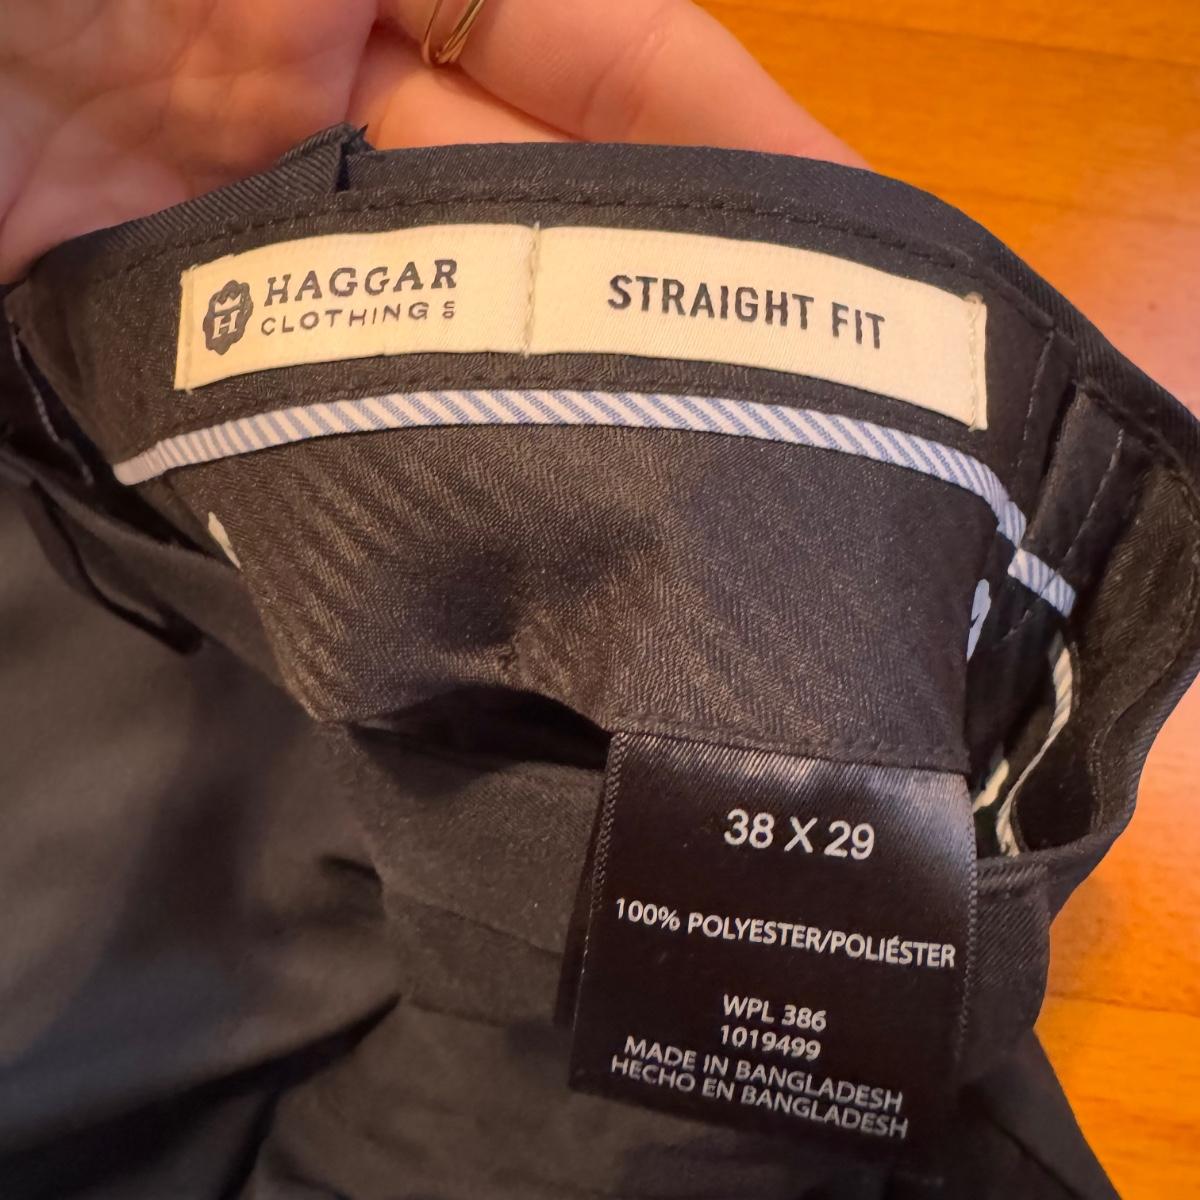 H
HAGGAR
CLOTHING CO
STRAIGHT FIT
38 X 29
100% POLYESTER/POLIÉSTER
WPL 386
1019499
MADE IN BANGLADESH
HECHO EN BANGLADESH